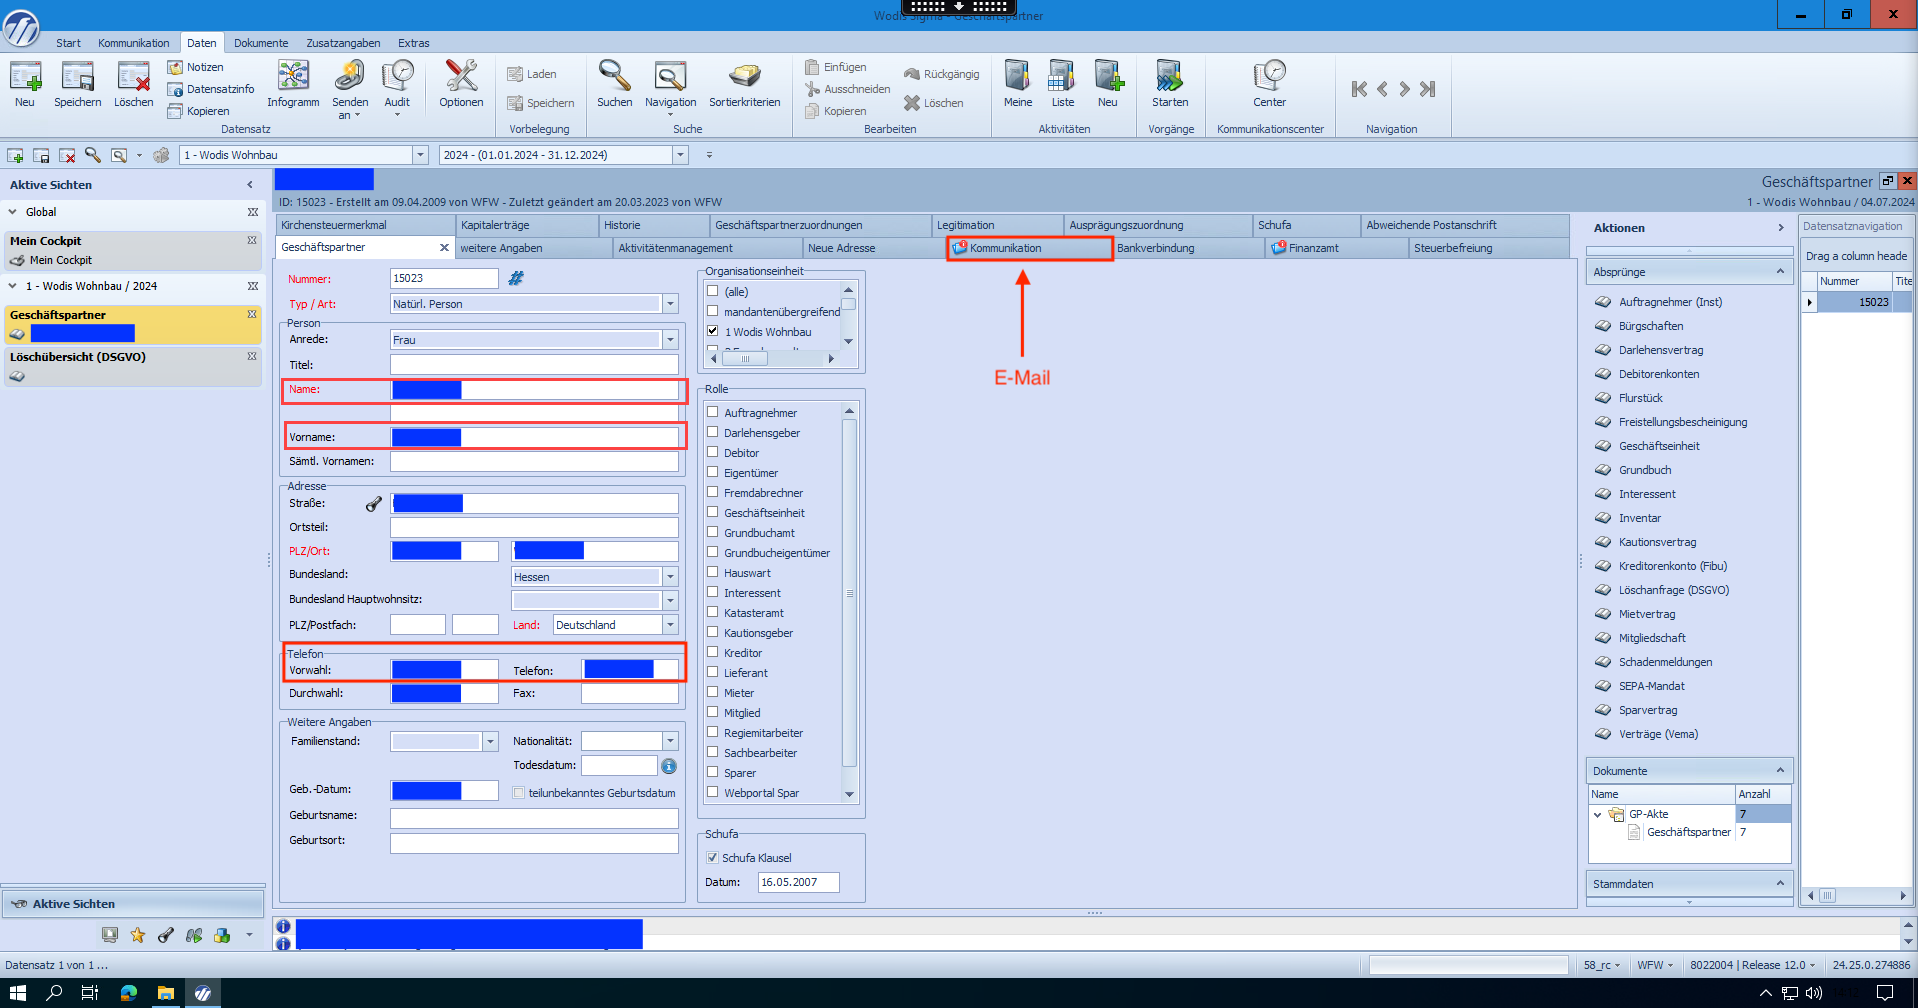 Wodis Sigma - Geschäftspartner
Start Kommunikation Daten Dokumente Zusatzangaben Extras
Neu Speichern Löschen Notizen Datensatzinfo Kopieren Infogramm Senden an Audit Optionen
Laden Speichern Suchen Navigation Sortierkriterien
Einfügen Ausschneiden Kopieren Rückgängig Löschen
Meine Liste Neu Starten Center
Datensatz Vorbelegung Suche Bearbeiten Aktivitäten Vorgänge Kommunikationscenter Navigation
1 - Wodis Wohnbau 2024 - (01.01.2024 - 31.12.2024)
Aktive Sichten
Global
Mein Cockpit
Mein Cockpit
1 - Wodis Wohnbau / 2024
Geschäftspartner
Löschübersicht (DSGVO)
Aktive Sichten
Geschäftspartner
ID: 15023 - Erstellt am 09.04.2009 von WFW - Zuletzt geändert am 20.03.2023 von WFW
1 - Wodis Wohnbau / 04.07.2024
Kirchensteuermerkmal Kapitalerträge Historie Geschäftspartnerzuordnungen Legitimation Ausprägungszuordnung Schufa Abweichende Postanschrift
Geschäftspartner weitere Angaben Aktivitätenmanagement Neue Adresse Kommunikation Bankverbindung Finanzamt Steuerbefreiung
E-Mail
Nummer: 15023
Typ / Art: Natürl. Person
Person
Anrede: Frau
Titel:
Name:
Vorname:
Sämtl. Vornamen:
Adresse
Straße:
Ortsteil:
PLZ/Ort:
Bundesland: Hessen
Bundesland Hauptwohnsitz:
PLZ/Postfach: Land: Deutschland
Telefon
Vorwahl: Telefon:
Durchwahl: Fax:
Weitere Angaben
Familienstand: Nationalität:
Todesdatum:
Geb.-Datum: teilunbekanntes Geburtsdatum
Geburtsname:
Geburtsort:
Organisationseinheit
(alle)
mandantenübergreifend
1 Wodis Wohnbau
Rolle
Auftragnehmer
Darlehensgeber
Debitor
Eigentümer
Fremdabrechner
Geschäftseinheit
Grundbuchamt
Grundbucheigentümer
Hauswart
Interessent
Katasteramt
Kautionsgeber
Kreditor
Lieferant
Mieter
Mitglied
Regiemitarbeiter
Sachbearbeiter
Sparer
Webportal Spar
Schufa
Schufa Klausel
Datum: 16.05.2007
Aktionen
Absprünge
Auftragnehmer (Inst)
Bürgschaften
Darlehensvertrag
Debitorenkonten
Flurstück
Freistellungsbescheinigung
Geschäftseinheit
Grundbuch
Interessent
Inventar
Kautionsvertrag
Kreditorenkonto (Fibu)
Löschanfrage (DSGVO)
Mietvertrag
Mitgliedschaft
Schadenmeldungen
SEPA-Mandat
Sparvertrag
Verträge (Vema)
Dokumente
Name Anzahl
GP-Akte 7
Geschäftspartner 7
Stammdaten
Datensatznavigation
Drag a column heade
Nummer Tite
15023
Datensatz 1 von 1 ...
58_rc WFW 8022004 | Release 12.0 24.25.0.274886